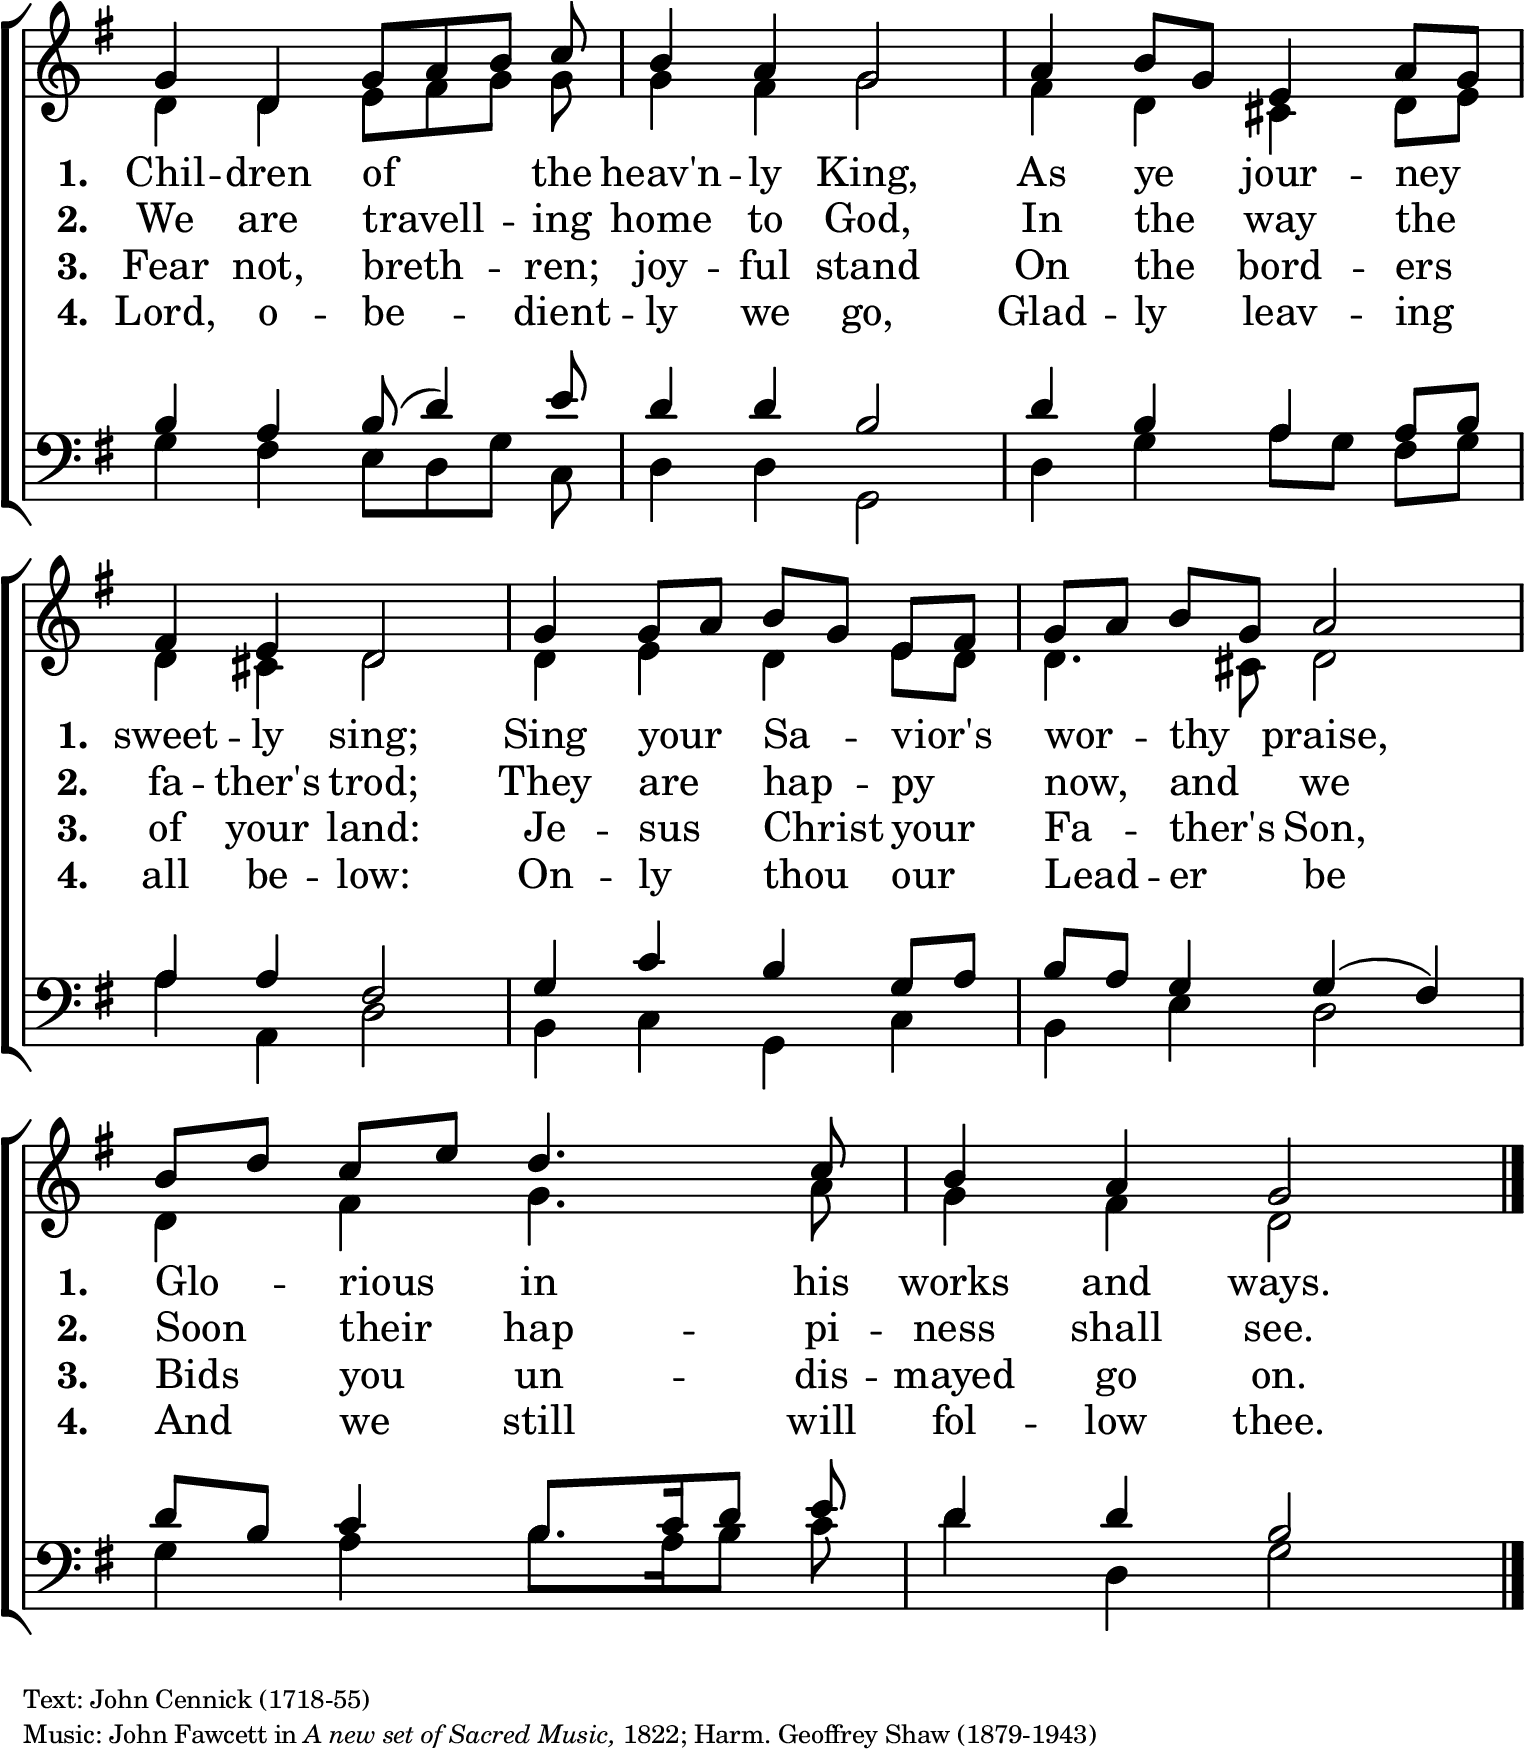 1. Chil -- dren of the heav'n -- ly King, As ye jour -- ney
2. We are travell -- ing home to God, In the way the
3. Fear not, breth -- ren; joy -- ful stand On the bord -- ers
4. Lord, o -- be -- dient -- ly we go, Glad -- ly leav -- ing
1. sweet -- ly sing; Sing your Sa -- vior's wor -- thy praise,
2. fa -- ther's trod; They are hap -- py now, and we
3. of your land: Je -- sus Christ your Fa -- ther's Son,
4. all be -- low: On -- ly thou our Lead -- er be
1. Glo -- rious in his works and ways.
2. Soon their hap -- pi -- ness shall see.
3. Bids you un -- dis -- mayed go on.
4. And we still will fol -- low thee.
Text: John Cennick (1718-55)
Music: John Fawcett in A new set of Sacred Music, 1822; Harm. Geoffrey Shaw (1879-1943)